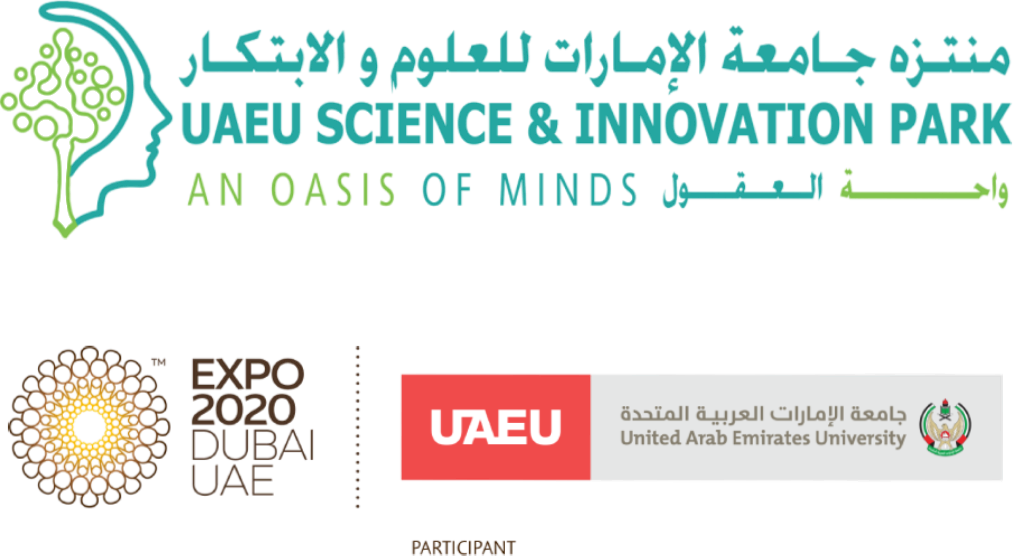 منتزه جامعة الإمارات للعلوم و الابتكار
UAEU SCIENCE & INNOVATION PARK
AN OASIS OF MINDS واحة العقول
EXPO
2020
DUBAI
UAE
™
UAEU
جامعة الإمارات العربية المتحدة
United Arab Emirates University
PARTICIPANT